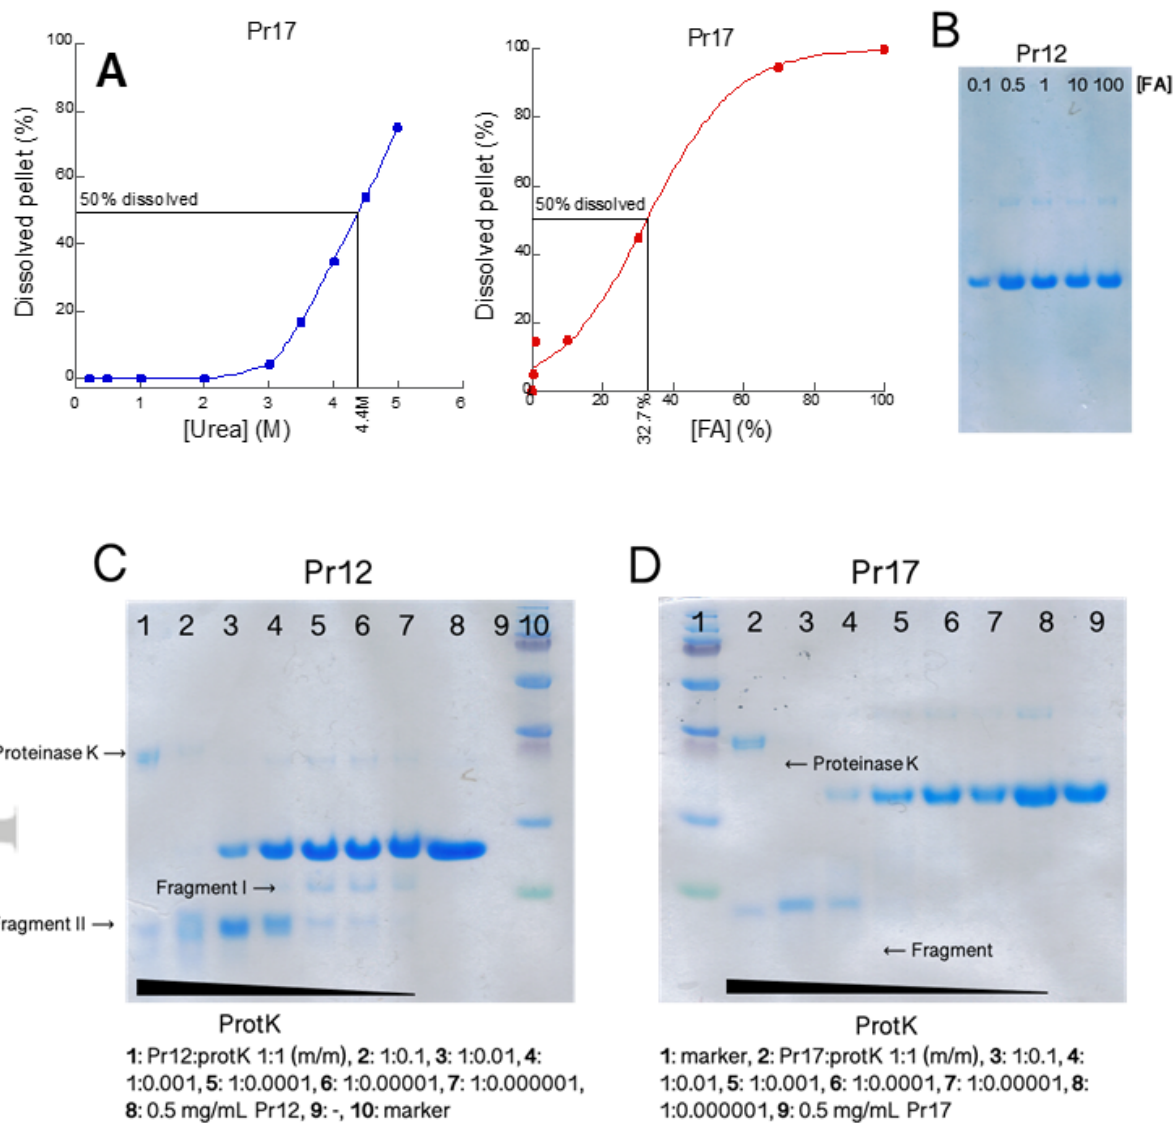 Pr17
A
100
80
60
40
20
0
Dissolved pellet (%)
50% dissolved
0 1 2 3 4 5 6
4.4M
[Urea] (M)
Pr17
100
80
60
40
20
0
Dissolved pellet (%)
50% dissolved
0 20 40 60 80 100
32.7%
[FA] (%)
B
Pr12
0.1 0.5 1 10 100 [FA]
C
Pr12
1 2 3 4 5 6 7 8 9 10
Proteinase K →
Fragment I →
Fragment II →
ProtK
1: Pr12:protK 1:1 (m/m), 2: 1:0.1, 3: 1:0.01, 4:
1:0.001, 5: 1:0.0001, 6: 1:0.00001, 7: 1:0.000001,
8: 0.5 mg/mL Pr12, 9: -, 10: marker
D
Pr17
1 2 3 4 5 6 7 8 9
← Proteinase K
← Fragment
ProtK
1: marker, 2: Pr17:protK 1:1 (m/m), 3: 1:0.1, 4:
1:0.01, 5: 1:0.001, 6: 1:0.0001, 7: 1:0.00001, 8:
1:0.000001, 9: 0.5 mg/mL Pr17